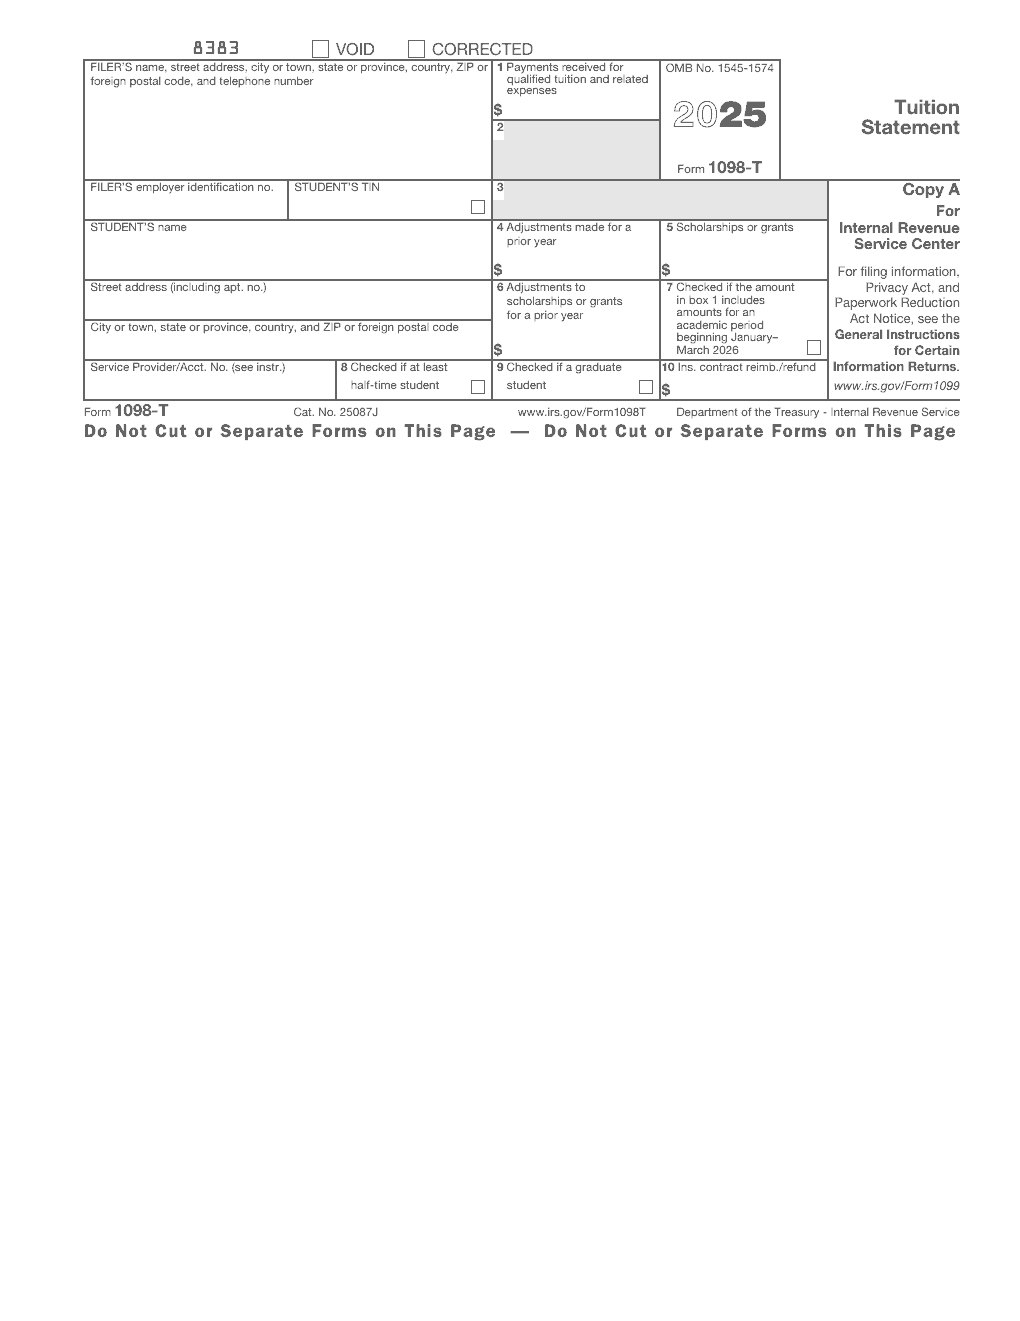 8383 VOID CORRECTED
FILER'S name, street address, city or town, state or province, country, ZIP or
foreign postal code, and telephone number
1 Payments received for
qualified tuition and related
expenses
$
2
OMB No. 1545-1574
2025
Form 1098-T
Tuition
Statement
FILER'S employer identification no.
STUDENT'S TIN
3
Copy A
For
Internal Revenue
Service Center
For filing information,
Privacy Act, and
Paperwork Reduction
Act Notice, see the
General Instructions
for Certain
Information Returns.
www.irs.gov/Form1099
STUDENT'S name
4 Adjustments made for a
prior year
$
5 Scholarships or grants
$
Street address (including apt. no.)
City or town, state or province, country, and ZIP or foreign postal code
6 Adjustments to
scholarships or grants
for a prior year
$
7 Checked if the amount
in box 1 includes
amounts for an
academic period
beginning January–
March 2026
Service Provider/Acct. No. (see instr.)
8 Checked if at least
half-time student
9 Checked if a graduate
student
10 Ins. contract reimb./refund
$
Form 1098-T Cat. No. 25087J www.irs.gov/Form1098T Department of the Treasury - Internal Revenue Service
Do Not Cut or Separate Forms on This Page — Do Not Cut or Separate Forms on This Page